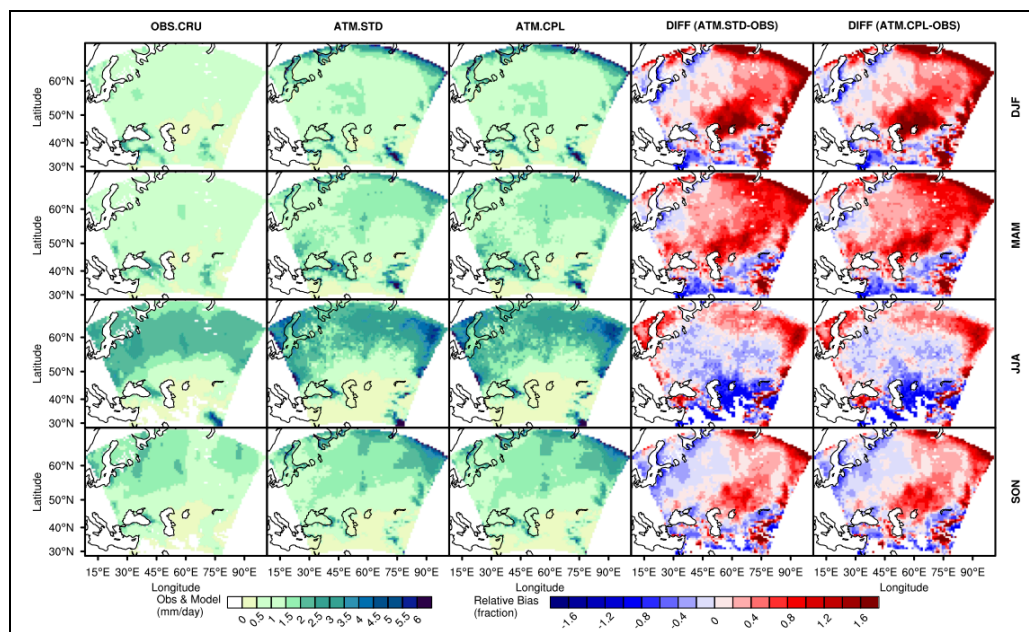 OBS.CRU ATM.STD ATM.CPL DIFF (ATM.STD-OBS) DIFF (ATM.CPL-OBS)
60°N
50°N
40°N
30°N
Latitude
DJF
60°N
50°N
40°N
30°N
Latitude
MAM
60°N
50°N
40°N
30°N
Latitude
JJA
60°N
50°N
40°N
30°N
Latitude
SON
15°E 30°E 45°E 60°E 75°E 90°E 15°E 30°E 45°E 60°E 75°E 90°E 15°E 30°E 45°E 60°E 75°E 90°E 15°E 30°E 45°E 60°E 75°E 90°E 15°E 30°E 45°E 60°E 75°E 90°E
Longitude Longitude Longitude
Obs & Model
(mm/day)
0 0.5 1 1.5 2 2.5 3 3.5 4 4.5 5 5.5 6
Relative Bias
(fraction)
-1.6 -1.2 -0.8 -0.4 0 0.4 0.8 1.2 1.6